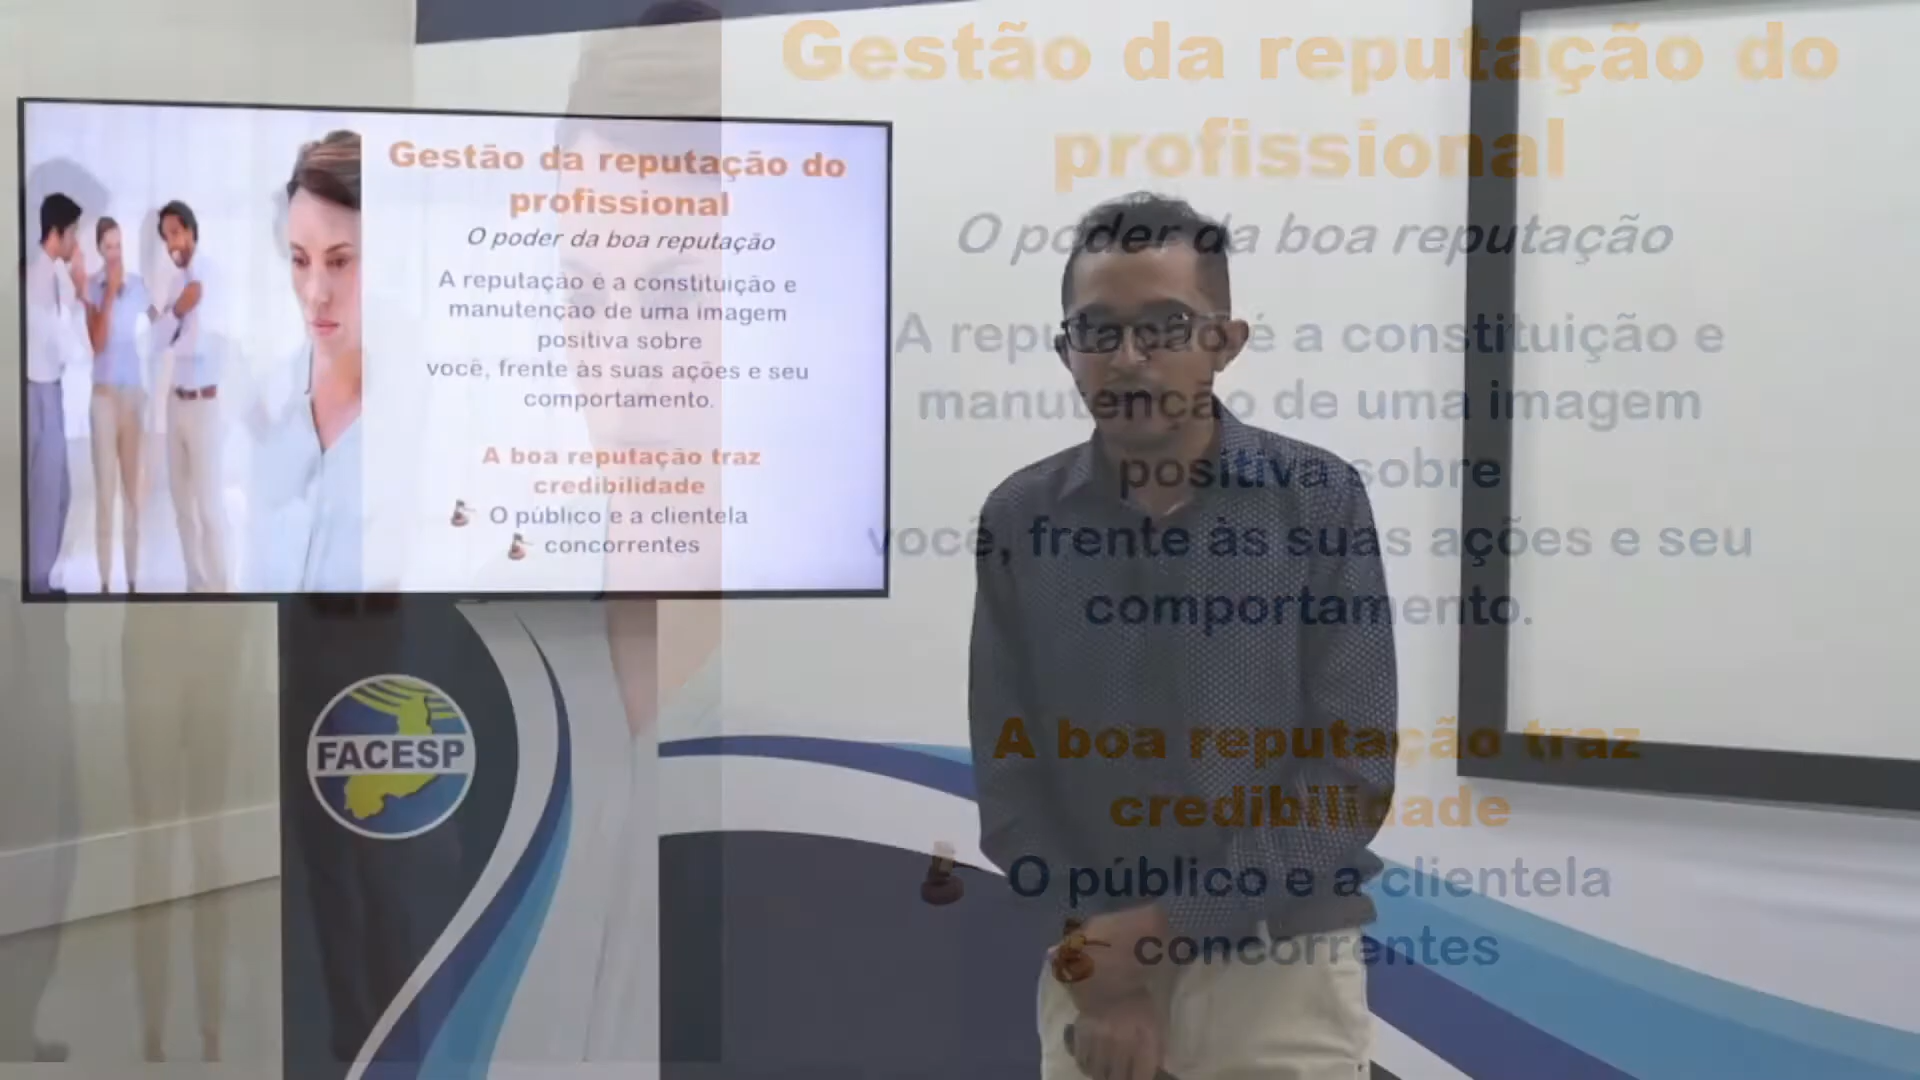 Gestão da reputação do
profissional
O poder da boa reputação
A reputação é a constituição e
manutenção de uma imagem
positiva sobre
você, frente às suas ações e seu
comportamento.
A boa reputação traz
credibilidade
O público e a clientela
concorrentes
FACESP
Gestão da reputação do
profissional
O poder da boa reputação
A reputação é a constituição e
manutenção de uma imagem
positiva sobre
você, frente às suas ações e seu
comportamento.
A boa reputação traz
credibilidade
O público e a clientela
concorrentes